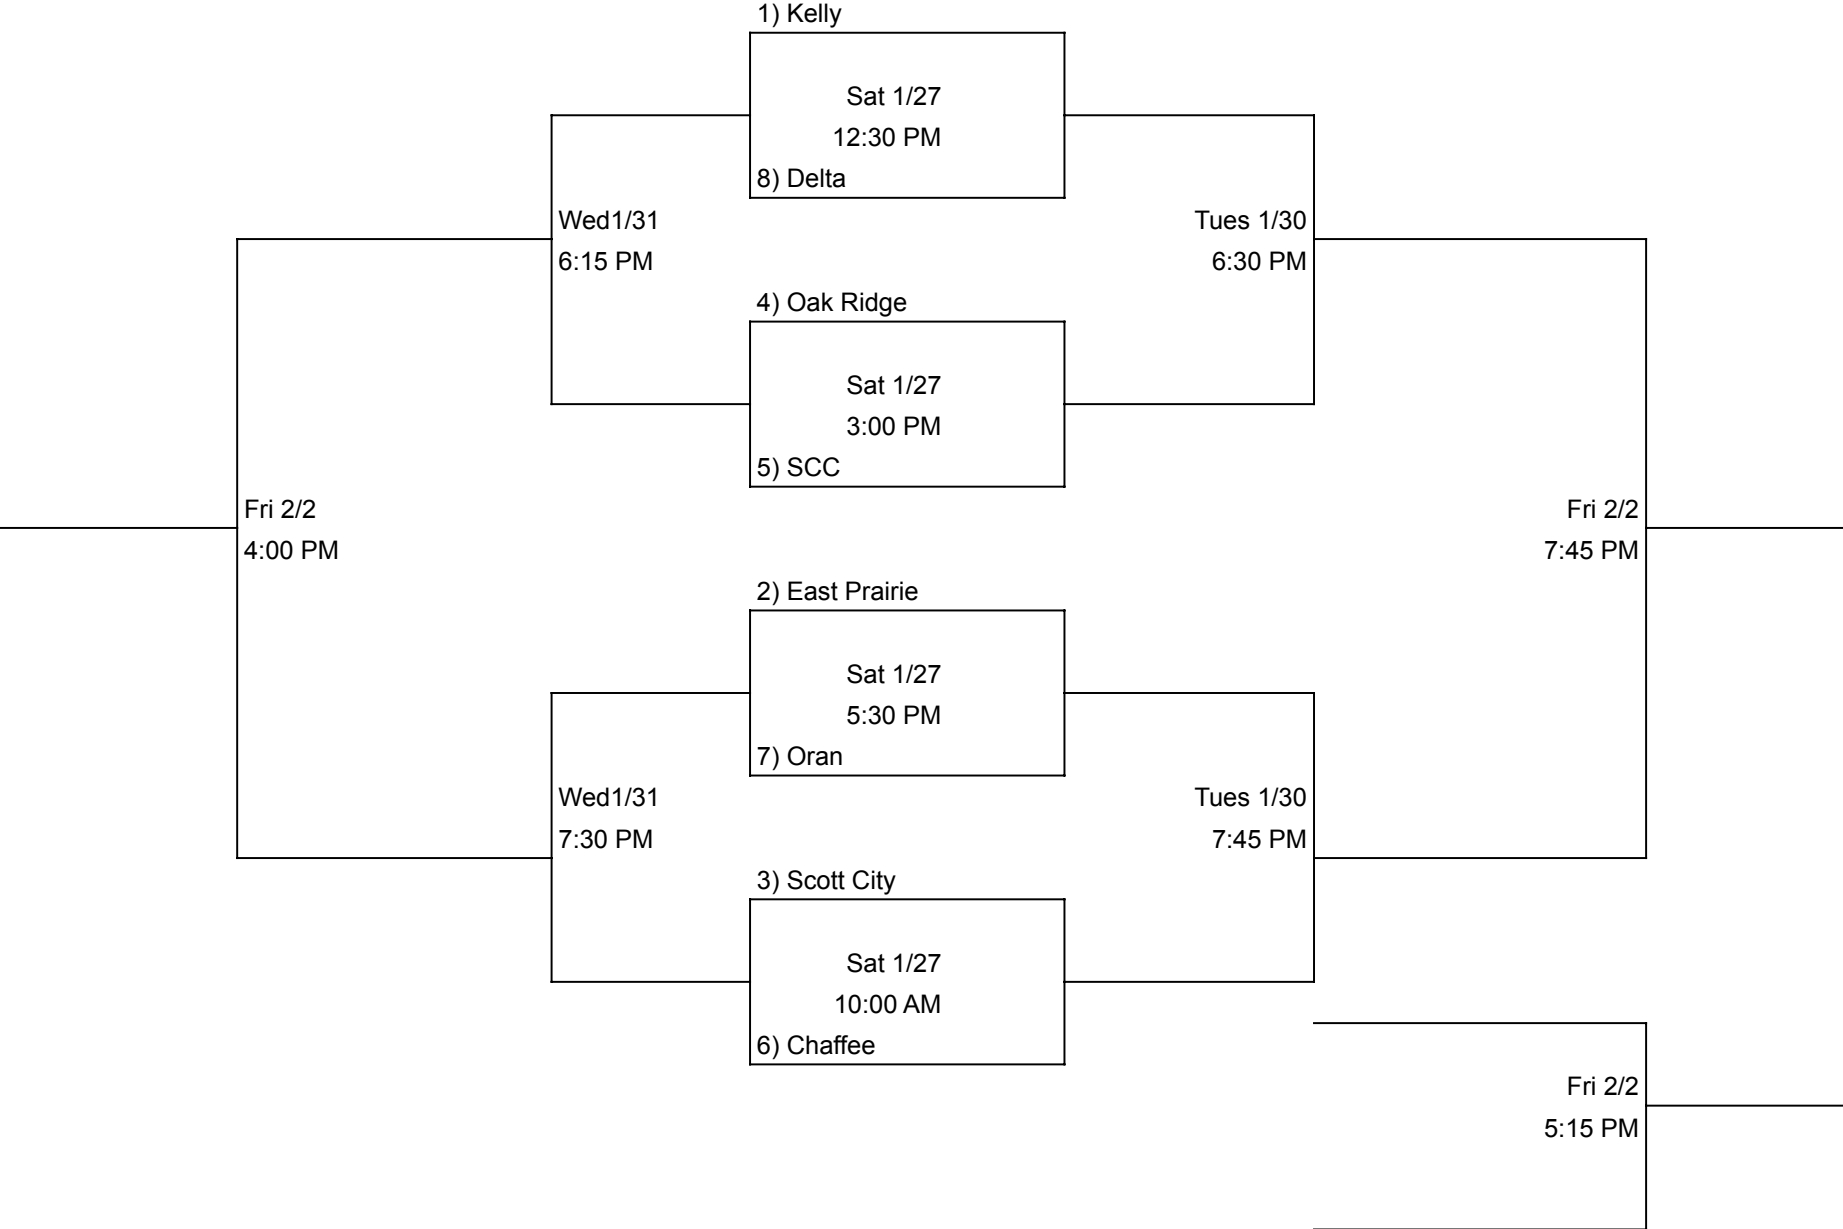 1) Kelly
Sat 1/27
12:30 PM
8) Delta
Wed1/31
6:15 PM
Tues 1/30
6:30 PM
4) Oak Ridge
Sat 1/27
3:00 PM
5) SCC
Fri 2/2
4:00 PM
Fri 2/2
7:45 PM
2) East Prairie
Sat 1/27
5:30 PM
7) Oran
Wed1/31
7:30 PM
Tues 1/30
7:45 PM
3) Scott City
Sat 1/27
10:00 AM
6) Chaffee
Fri 2/2
5:15 PM